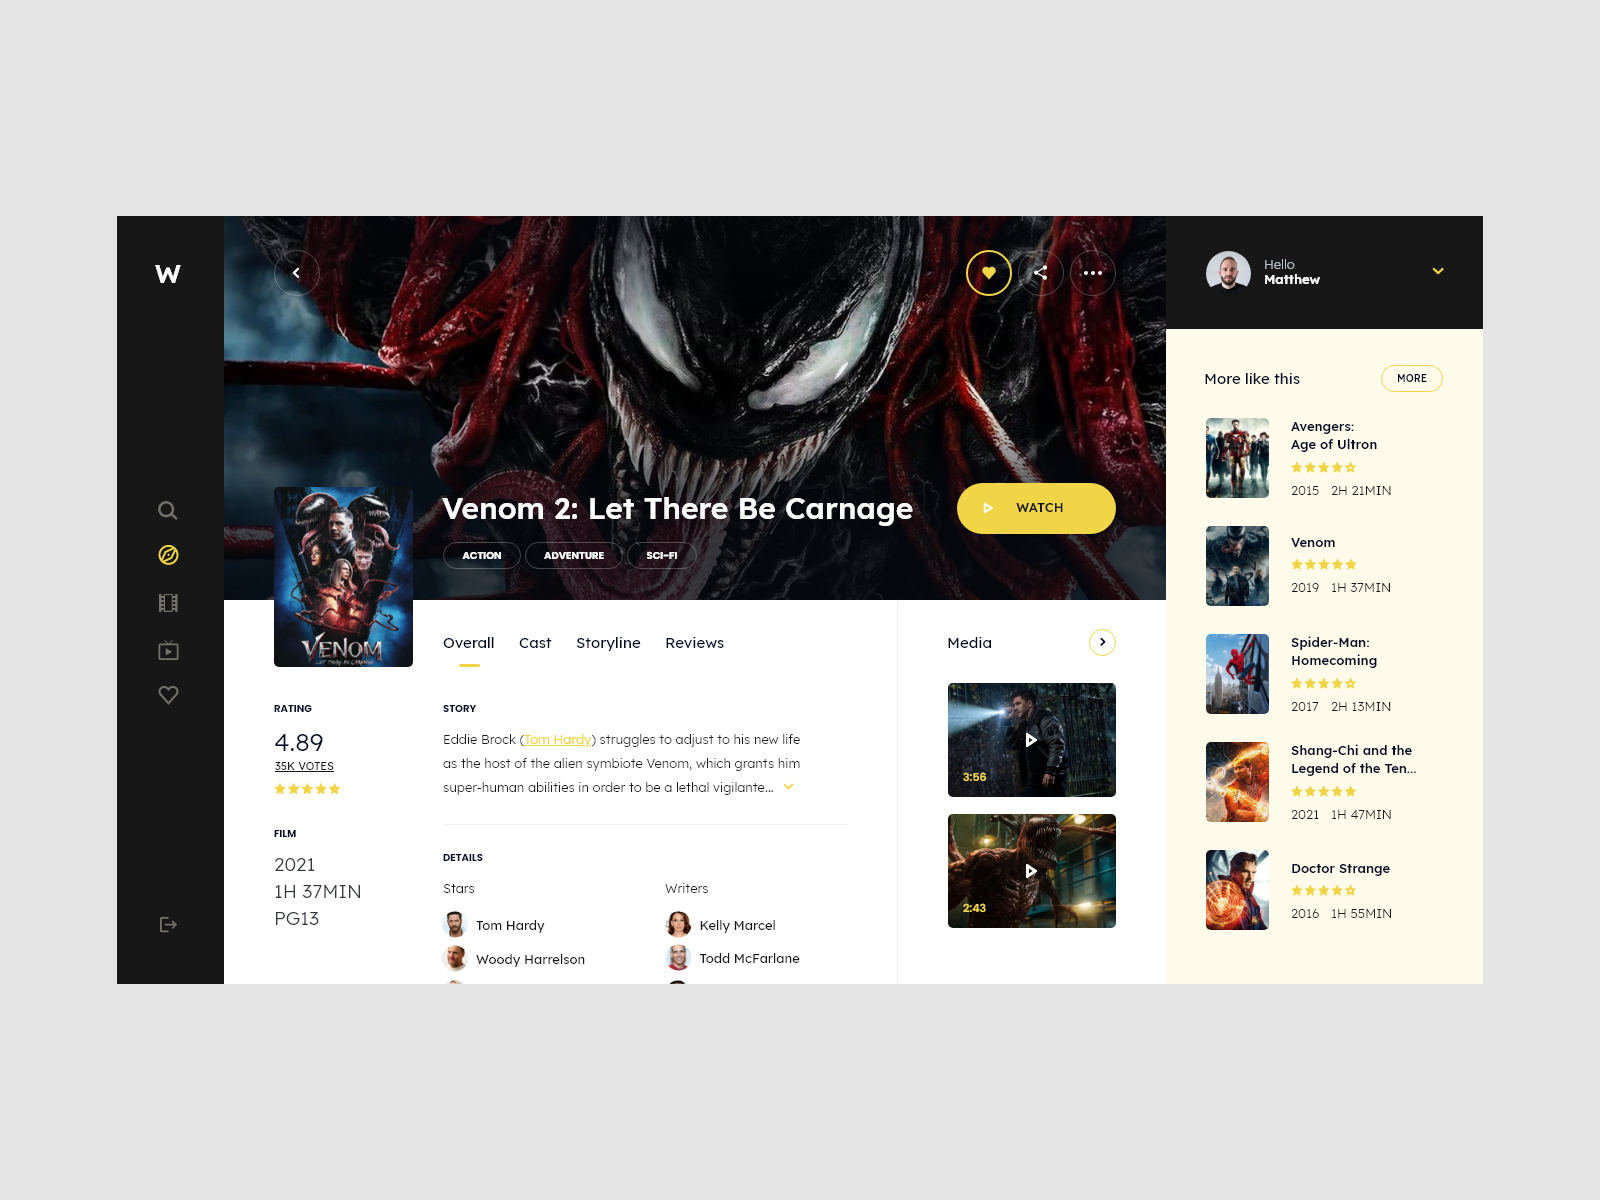 W
Hello
Matthew
Venom 2: Let There Be Carnage
WATCH
ACTION
ADVENTURE
SCI-FI
VENOM
LET THERE BE CARNAGE
Overall
Cast
Storyline
Reviews
RATING
4.89
35K VOTES
FILM
2021
1H 37MIN
PG13
STORY
Eddie Brock (Tom Hardy) struggles to adjust to his new life
as the host of the alien symbiote Venom, which grants him
super-human abilities in order to be a lethal vigilante...
DETAILS
Stars
Tom Hardy
Woody Harrelson
Writers
Kelly Marcel
Todd McFarlane
Media
3:56
2:43
More like this
MORE
Avengers:
Age of Ultron
2015 2H 21MIN
Venom
2019 1H 37MIN
Spider-Man:
Homecoming
2017 2H 13MIN
Shang-Chi and the
Legend of the Ten...
2021 1H 47MIN
Doctor Strange
2016 1H 55MIN